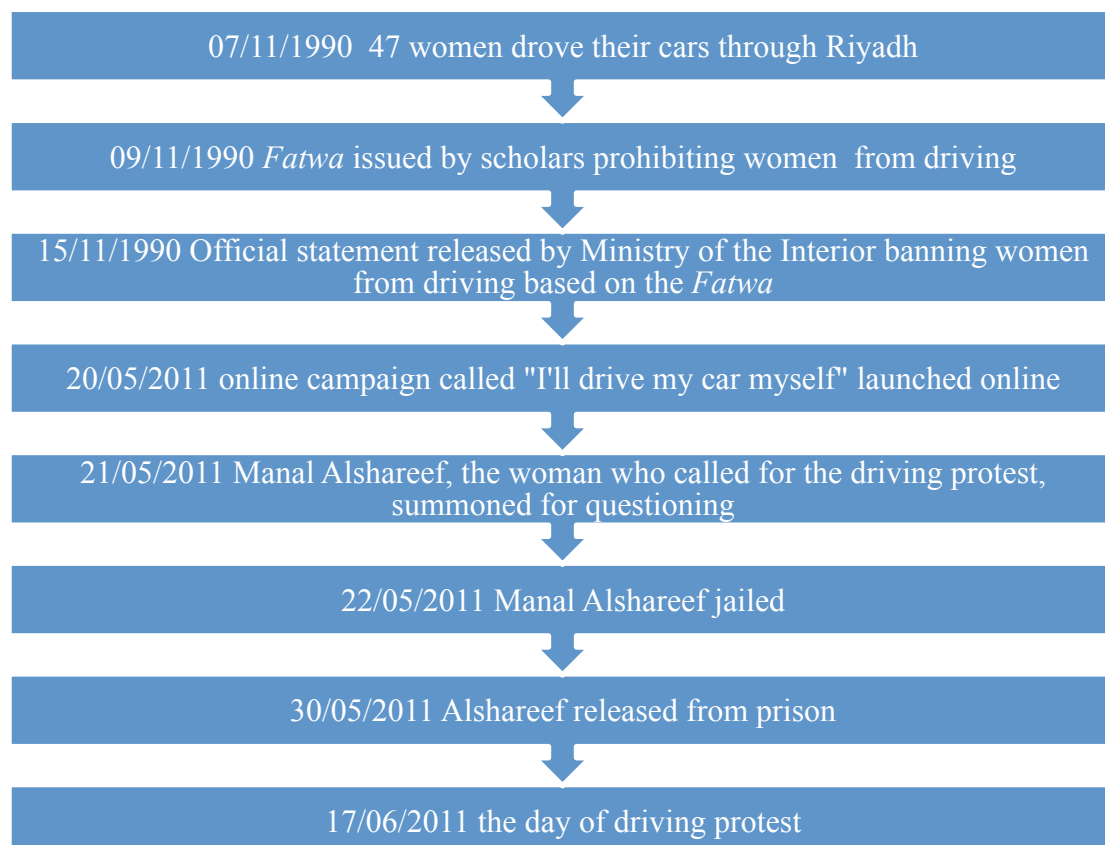 07/11/1990  47 women drove their cars through Riyadh
09/11/1990 Fatwa issued by scholars prohibiting women  from driving
15/11/1990 Official statement released by Ministry of the Interior banning women
from driving based on the Fatwa
20/05/2011 online campaign called "I'll drive my car myself" launched online
21/05/2011 Manal Alshareef, the woman who called for the driving protest,
summoned for questioning
22/05/2011 Manal Alshareef jailed
30/05/2011 Alshareef released from prison
17/06/2011 the day of driving protest